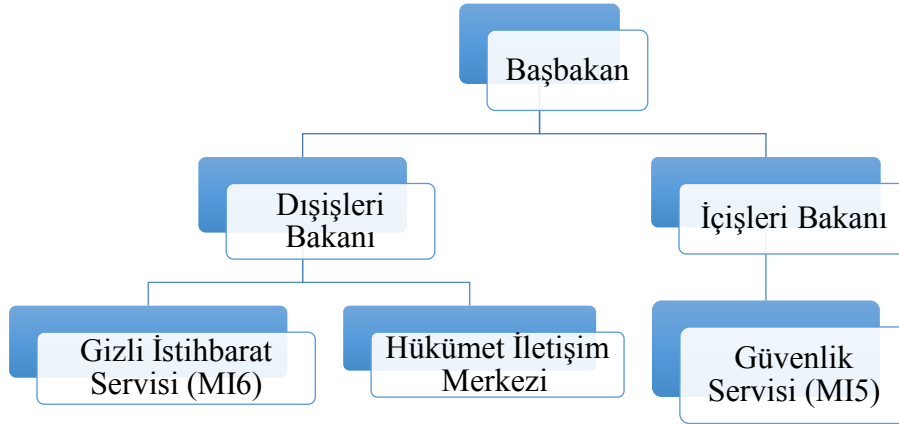 Başbakan
Dışişleri
Bakanı
İçişleri Bakanı
Gizli İstihbarat
Servisi (MI6)
Hükümet İletişim
Merkezi
Güvenlik
Servisi (MI5)